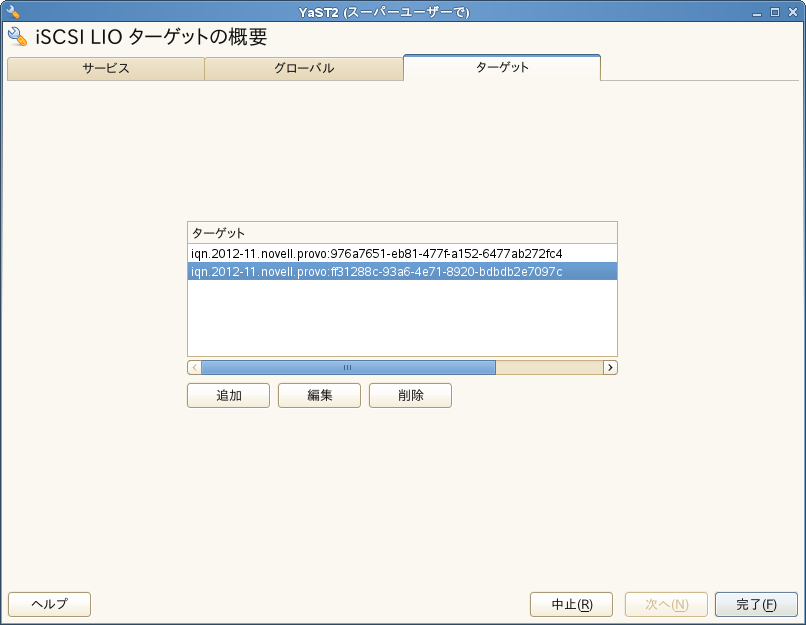 YaST2 (スーパーユーザーで)
iSCSI LIO ターゲットの概要
サービス
グローバル
ターゲット
ターゲット
iqn.2012-11.novell.provo:976a7651-eb81-477f-a152-6477ab272fc4
iqn.2012-11.novell.provo:ff31288c-93a6-4e71-8920-bdbdb2e7097c
追加
編集
削除
ヘルプ
中止(R)
次へ(N)
完了(F)